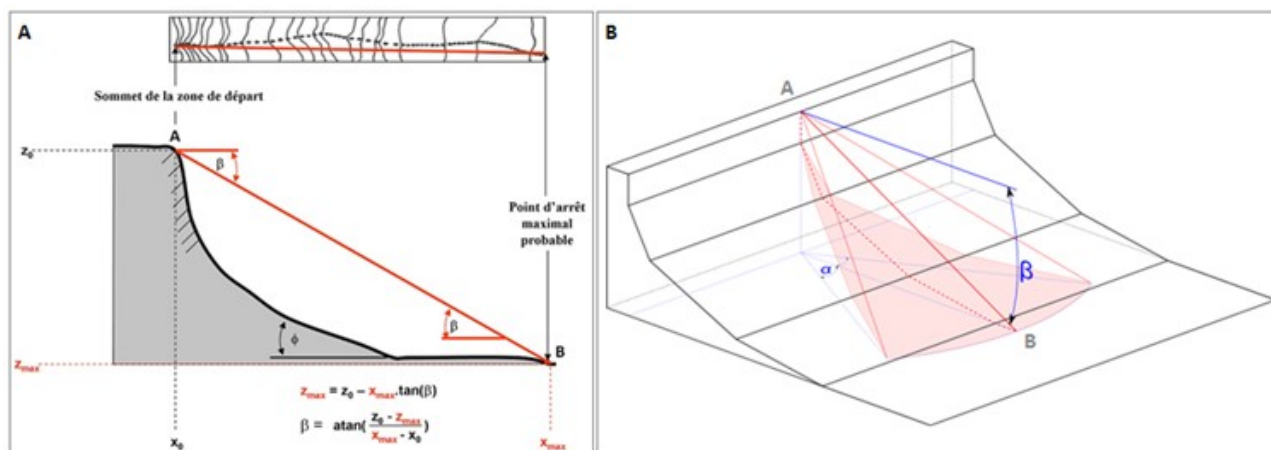 A
Sommet de la zone de départ
A
z₀
β
Point d'arrêt
maximal
probable
β
ϕ
B
zmax
zmax = z₀ – xmax.tan(β)
β = atan(z₀ - zmax / xmax - x₀)
x₀
xmax
B
A
α
β
B